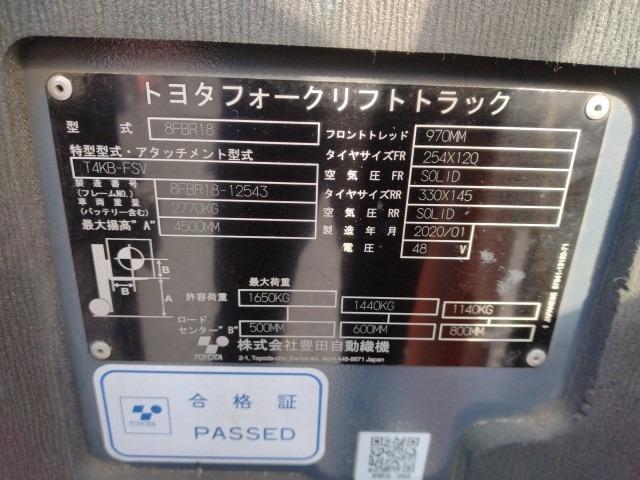 トヨタフォークリフトトラック
型 式 8FBR18
特型型式・アタッチメント型式
T4KB-FSV
製造番号
(フレームNO.) 8FBR18-12543
車両重量
(バッテリー含む) 2770KG
最大揚高"A" 4500MM
フロントトレッド 970MM
タイヤサイズFR 254X120
空気圧FR SOLID
タイヤサイズRR 330X145
空気圧RR SOLID
製造年月 2020/01
電圧 48 V
B
B
A
最大荷重
許容荷重 1650KG 1440KG 1140KG
ロード
センター"B" 500MM 600MM 800MM
TOYOTA 株式会社豊田自動織機
2-1, Toyoda-cho, Kariya-shi, Aichi 448-8671 Japan
TOYOTA
合格証
PASSED